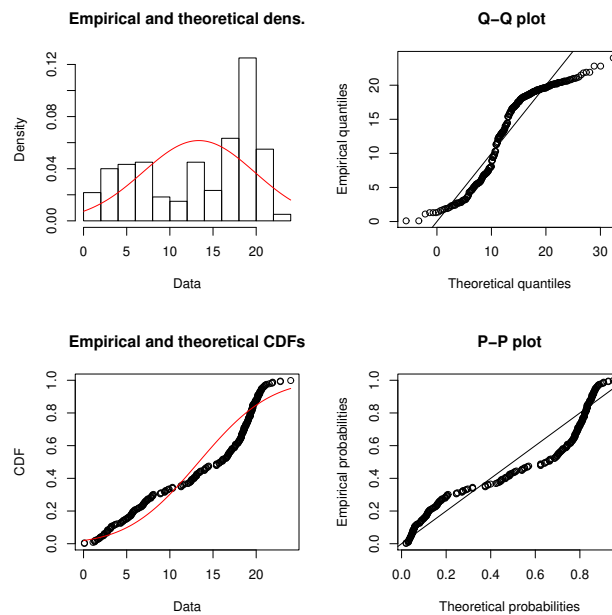 Empirical and theoretical dens.
Density
0.00 0.04 0.08 0.12
0 5 10 15 20
Data
Q−Q plot
Empirical quantiles
0 5 10 15 20
0 10 20 30
Theoretical quantiles
Empirical and theoretical CDFs
CDF
0.0 0.2 0.4 0.6 0.8 1.0
0 5 10 15 20
Data
P−P plot
Empirical probabilities
0.0 0.2 0.4 0.6 0.8 1.0
0.0 0.2 0.4 0.6 0.8
Theoretical probabilities